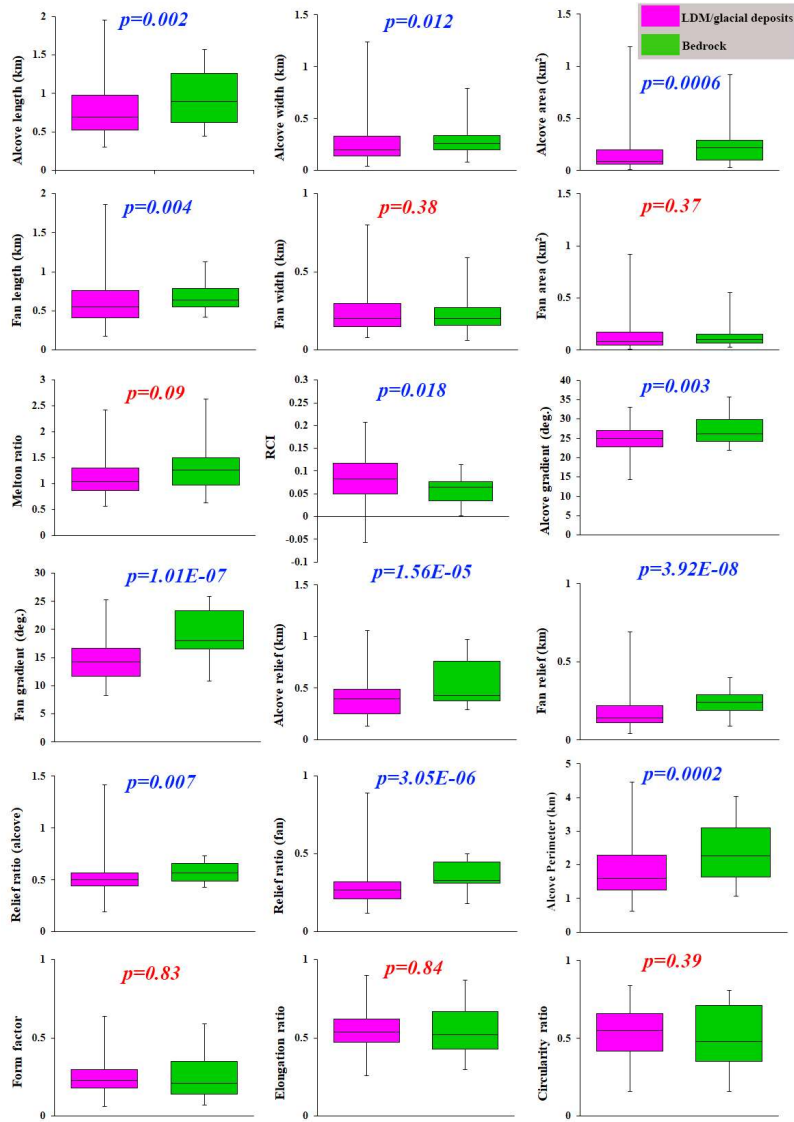 LDM/glacial deposits
Bedrock
Alcove length (km)
2
1.5
1
0.5
0
p=0.002
Alcove width (km)
1.5
1
0.5
0
p=0.012
Alcove area (km²)
1.5
1
0.5
0
p=0.0006
Fan length (km)
2
1.5
1
0.5
0
p=0.004
Fan width (km)
1
0.5
0
p=0.38
Fan area (km²)
1.5
1
0.5
0
p=0.37
Melton ratio
3
2.5
2
1.5
1
0.5
0
p=0.09
RCI
0.3
0.25
0.2
0.15
0.1
0.05
0
-0.05
-0.1
p=0.018
Alcove gradient (deg.)
40
35
30
25
20
15
10
5
0
p=0.003
Fan gradient (deg.)
30
25
20
15
10
5
0
p=1.01E-07
Alcove relief (km)
1.5
1
0.5
0
p=1.56E-05
Fan relief (km)
1
0.5
0
p=3.92E-08
Relief ratio (alcove)
1.5
1
0.5
0
p=0.007
Relief ratio (fan)
1
0.5
0
p=3.05E-06
Alcove Perimeter (km)
5
4
3
2
1
0
p=0.0002
Form factor
1
0.5
0
p=0.83
Elongation ratio
1
0.5
0
p=0.84
Circularity ratio
1
0.5
0
p=0.39